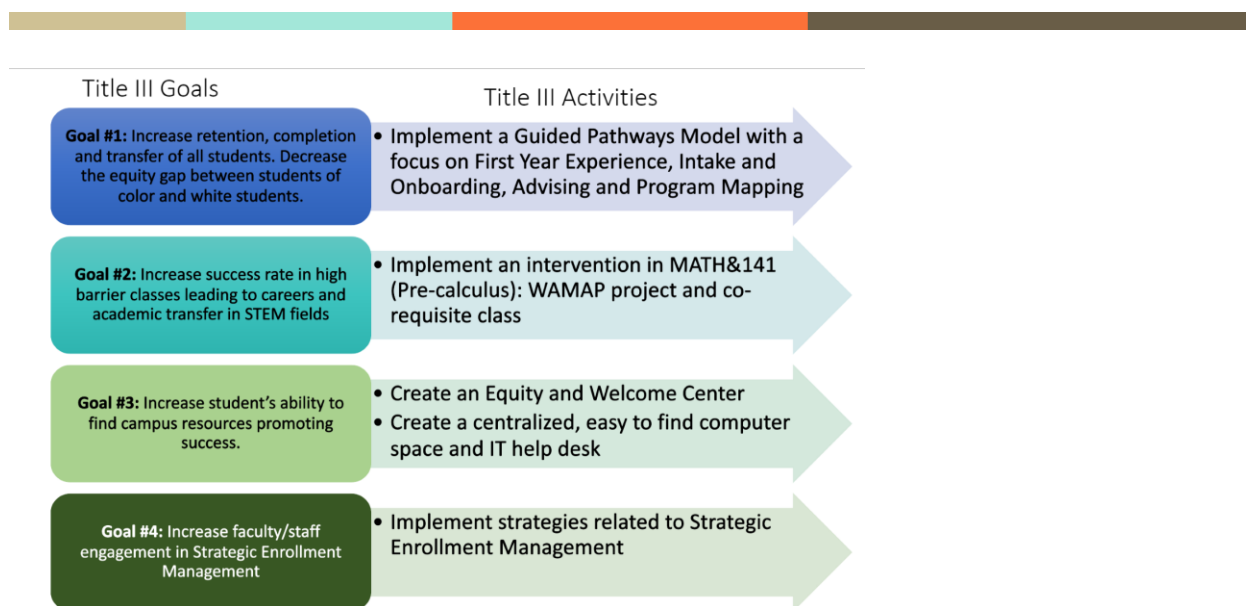 Title III Goals
Title III Activities
Goal #1: Increase retention, completion
and transfer of all students. Decrease
the equity gap between students of
color and white students.
• Implement a Guided Pathways Model with a
focus on First Year Experience, Intake and
Onboarding, Advising and Program Mapping
Goal #2: Increase success rate in high
barrier classes leading to careers and
academic transfer in STEM fields
• Implement an intervention in MATH&141
(Pre-calculus): WAMAP project and co-
requisite class
Goal #3: Increase student’s ability to
find campus resources promoting
success.
• Create an Equity and Welcome Center
• Create a centralized, easy to find computer
space and IT help desk
Goal #4: Increase faculty/staff
engagement in Strategic Enrollment
Management
• Implement strategies related to Strategic
Enrollment Management